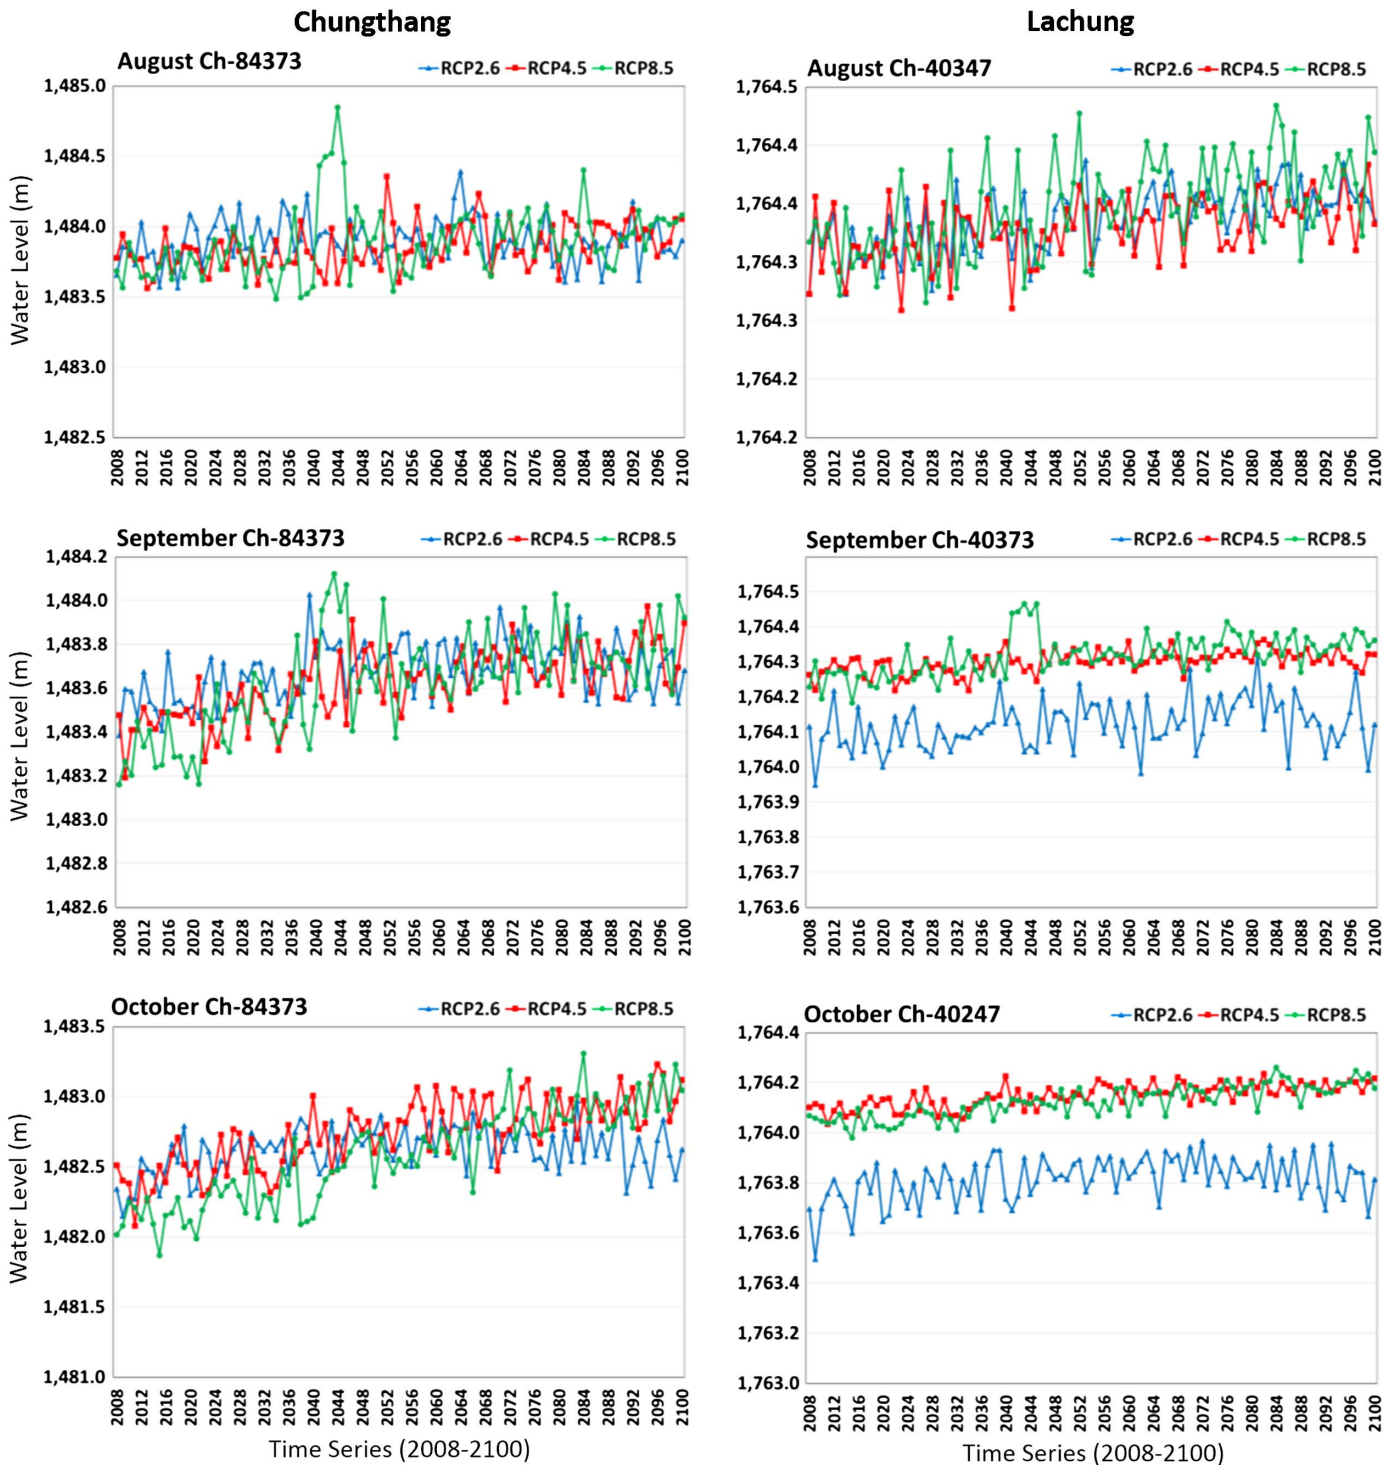 Chungthang
Lachung
August Ch-84373
RCP2.6 RCP4.5 RCP8.5
Water Level (m)
1,485.0
1,484.5
1,484.0
1,483.5
1,483.0
1,482.5
2008 2012 2016 2020 2024 2028 2032 2036 2040 2044 2048 2052 2056 2060 2064 2068 2072 2076 2080 2084 2088 2092 2096 2100
August Ch-40347
RCP2.6 RCP4.5 RCP8.5
1,764.5
1,764.4
1,764.4
1,764.3
1,764.3
1,764.2
1,764.2
2008 2012 2016 2020 2024 2028 2032 2036 2040 2044 2048 2052 2056 2060 2064 2068 2072 2076 2080 2084 2088 2092 2096 2100
September Ch-84373
RCP2.6 RCP4.5 RCP8.5
Water Level (m)
1,484.2
1,484.0
1,483.8
1,483.6
1,483.4
1,483.2
1,483.0
1,482.8
1,482.6
2008 2012 2016 2020 2024 2028 2032 2036 2040 2044 2048 2052 2056 2060 2064 2068 2072 2076 2080 2084 2088 2092 2096 2100
September Ch-40373
RCP2.6 RCP4.5 RCP8.5
1,764.5
1,764.4
1,764.3
1,764.2
1,764.1
1,764.0
1,763.9
1,763.8
1,763.7
1,763.6
2008 2012 2016 2020 2024 2028 2032 2036 2040 2044 2048 2052 2056 2060 2064 2068 2072 2076 2080 2084 2088 2092 2096 2100
October Ch-84373
RCP2.6 RCP4.5 RCP8.5
Water Level (m)
1,483.5
1,483.0
1,482.5
1,482.0
1,481.5
1,481.0
2008 2012 2016 2020 2024 2028 2032 2036 2040 2044 2048 2052 2056 2060 2064 2068 2072 2076 2080 2084 2088 2092 2096 2100
Time Series (2008-2100)
October Ch-40247
RCP2.6 RCP4.5 RCP8.5
1,764.4
1,764.2
1,764.0
1,763.8
1,763.6
1,763.4
1,763.2
1,763.0
2008 2012 2016 2020 2024 2028 2032 2036 2040 2044 2048 2052 2056 2060 2064 2068 2072 2076 2080 2084 2088 2092 2096 2100
Time Series (2008-2100)